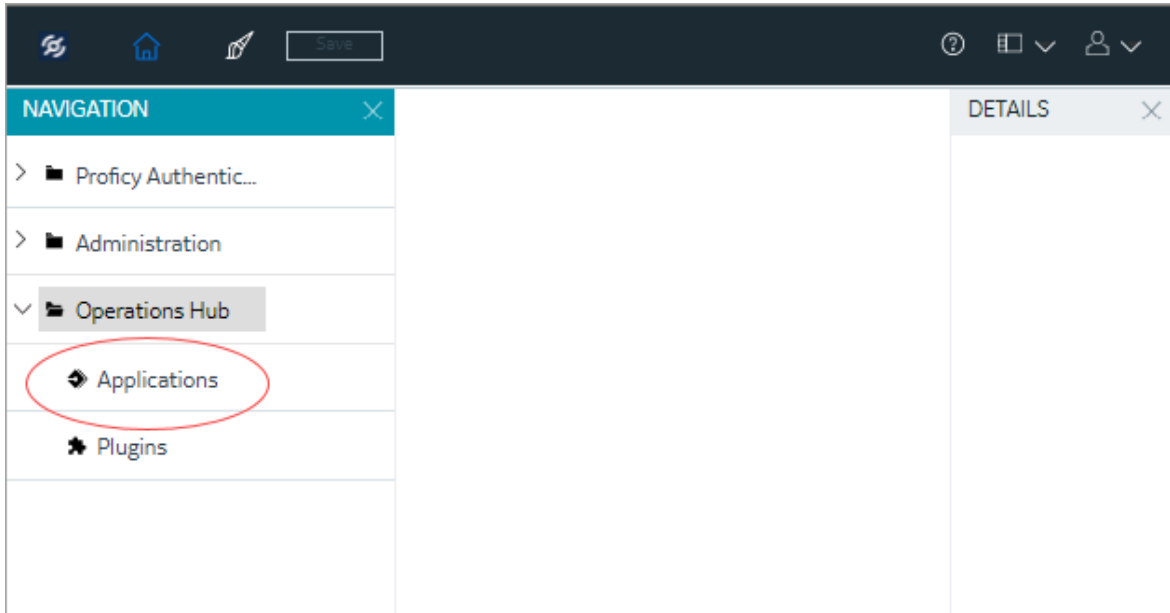 Save
NAVIGATION
DETAILS
Proficy Authentic...
Administration
Operations Hub
Applications
Plugins